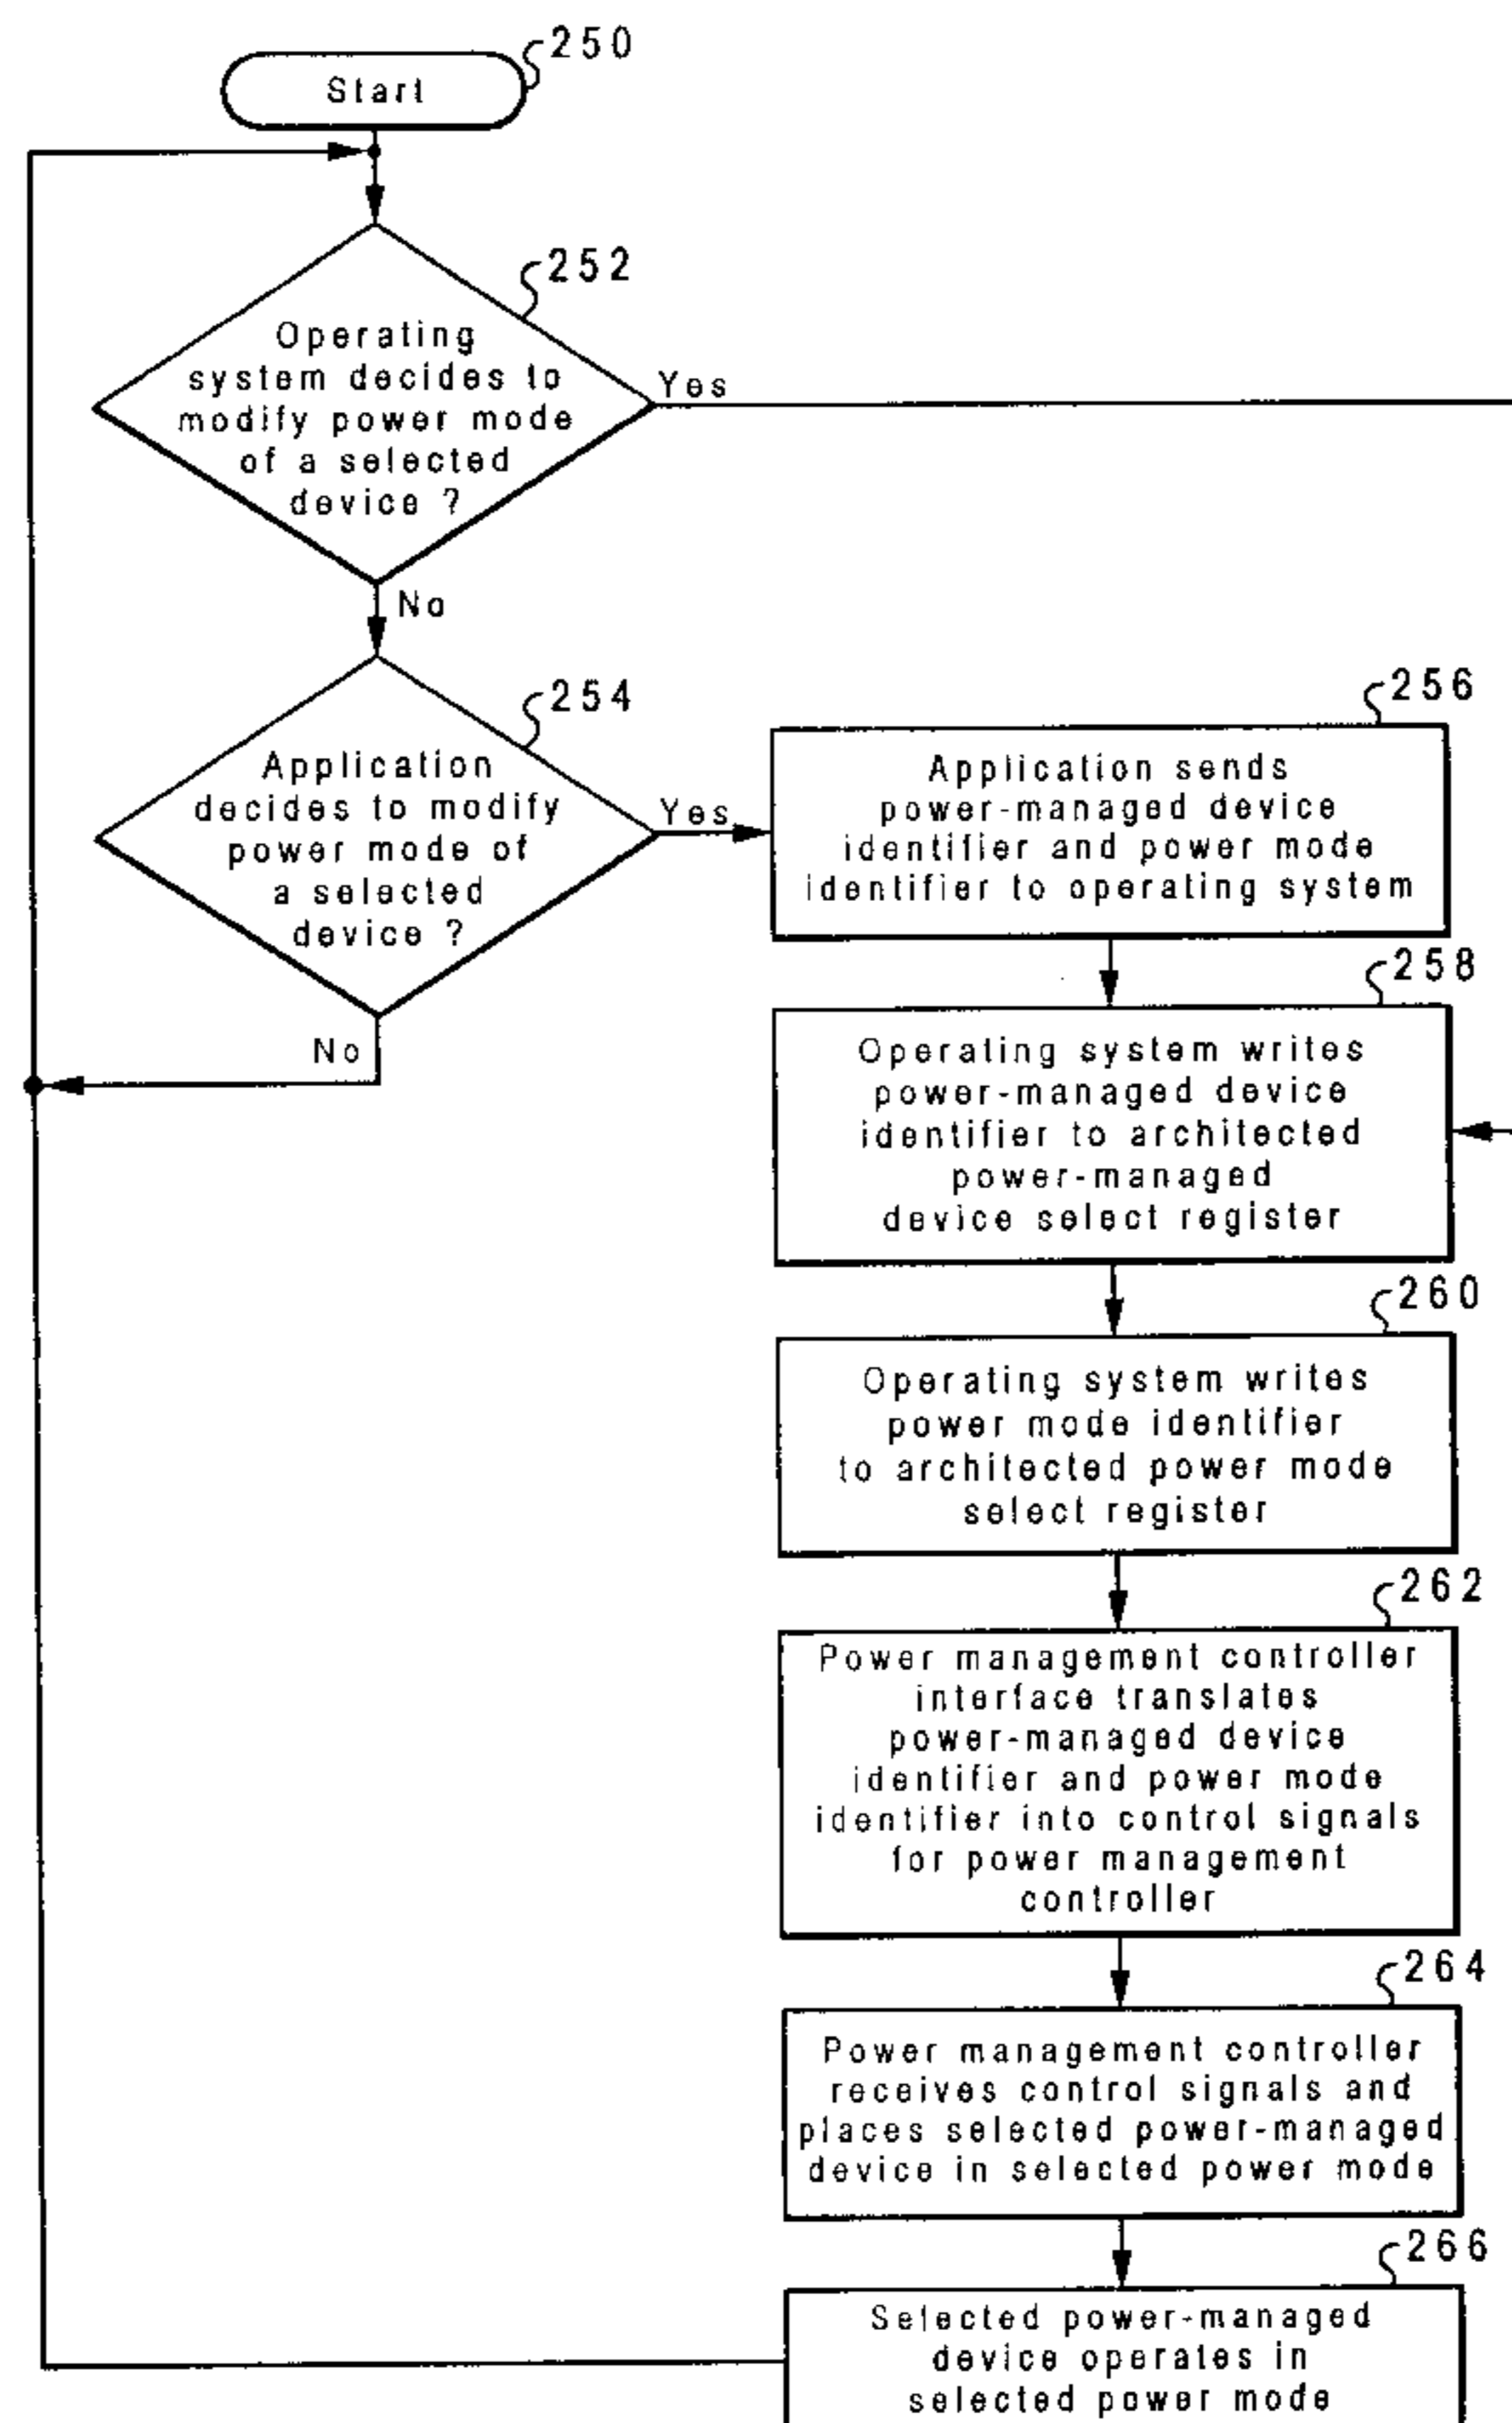 250
Start
252
Operating
system decides to
modify power mode
of a selected
device ?
Yes
No
254
Application
decides to modify
power mode of
a selected
device ?
Yes
No
256
Application sends
power-managed device
identifier and power mode
identifier to operating system
258
Operating system writes
power-managed device
identifier to architected
power-managed
device select register
260
Operating system writes
power mode identifier
to architected power mode
select register
262
Power management controller
interface translates
power-managed device
identifier and power mode
identifier into control signals
for power management
controller
264
Power management controller
receives control signals and
places selected power-managed
device in selected power mode
266
Selected power-managed
device operates in
selected power mode